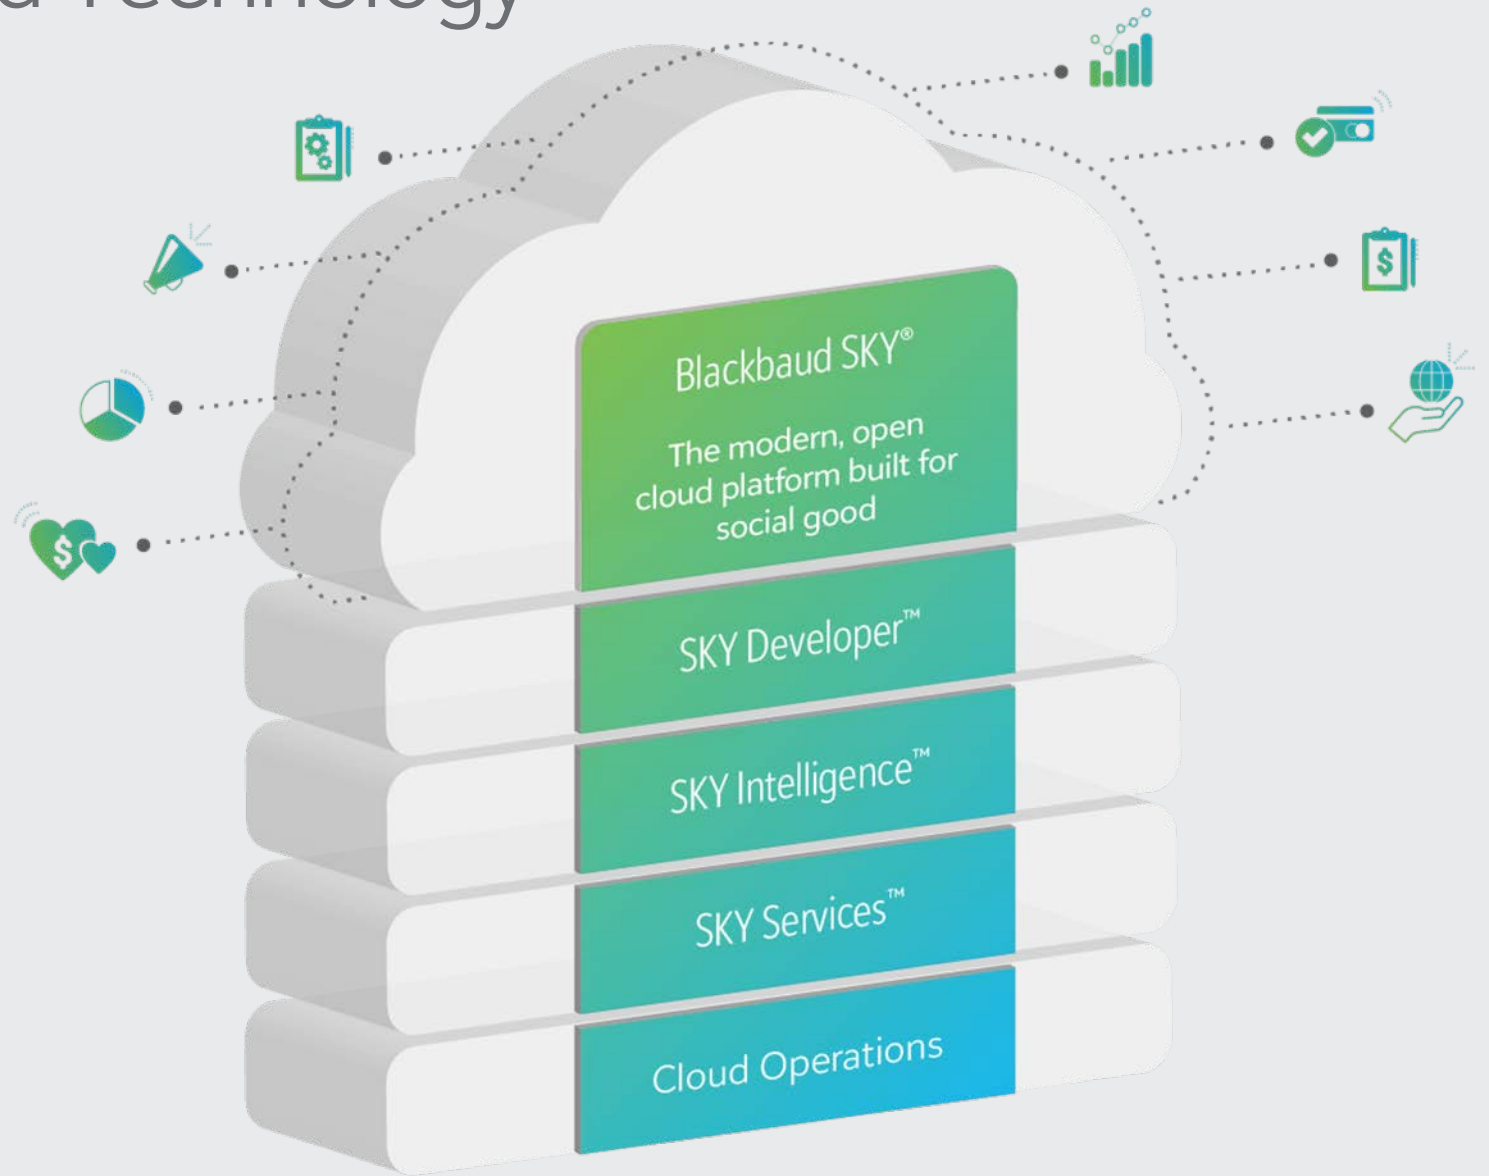 Technology
Blackbaud SKY®
The modern, open
cloud platform built for
social good
SKY Developer™
SKY Intelligence™
SKY Services™
Cloud Operations
$
$